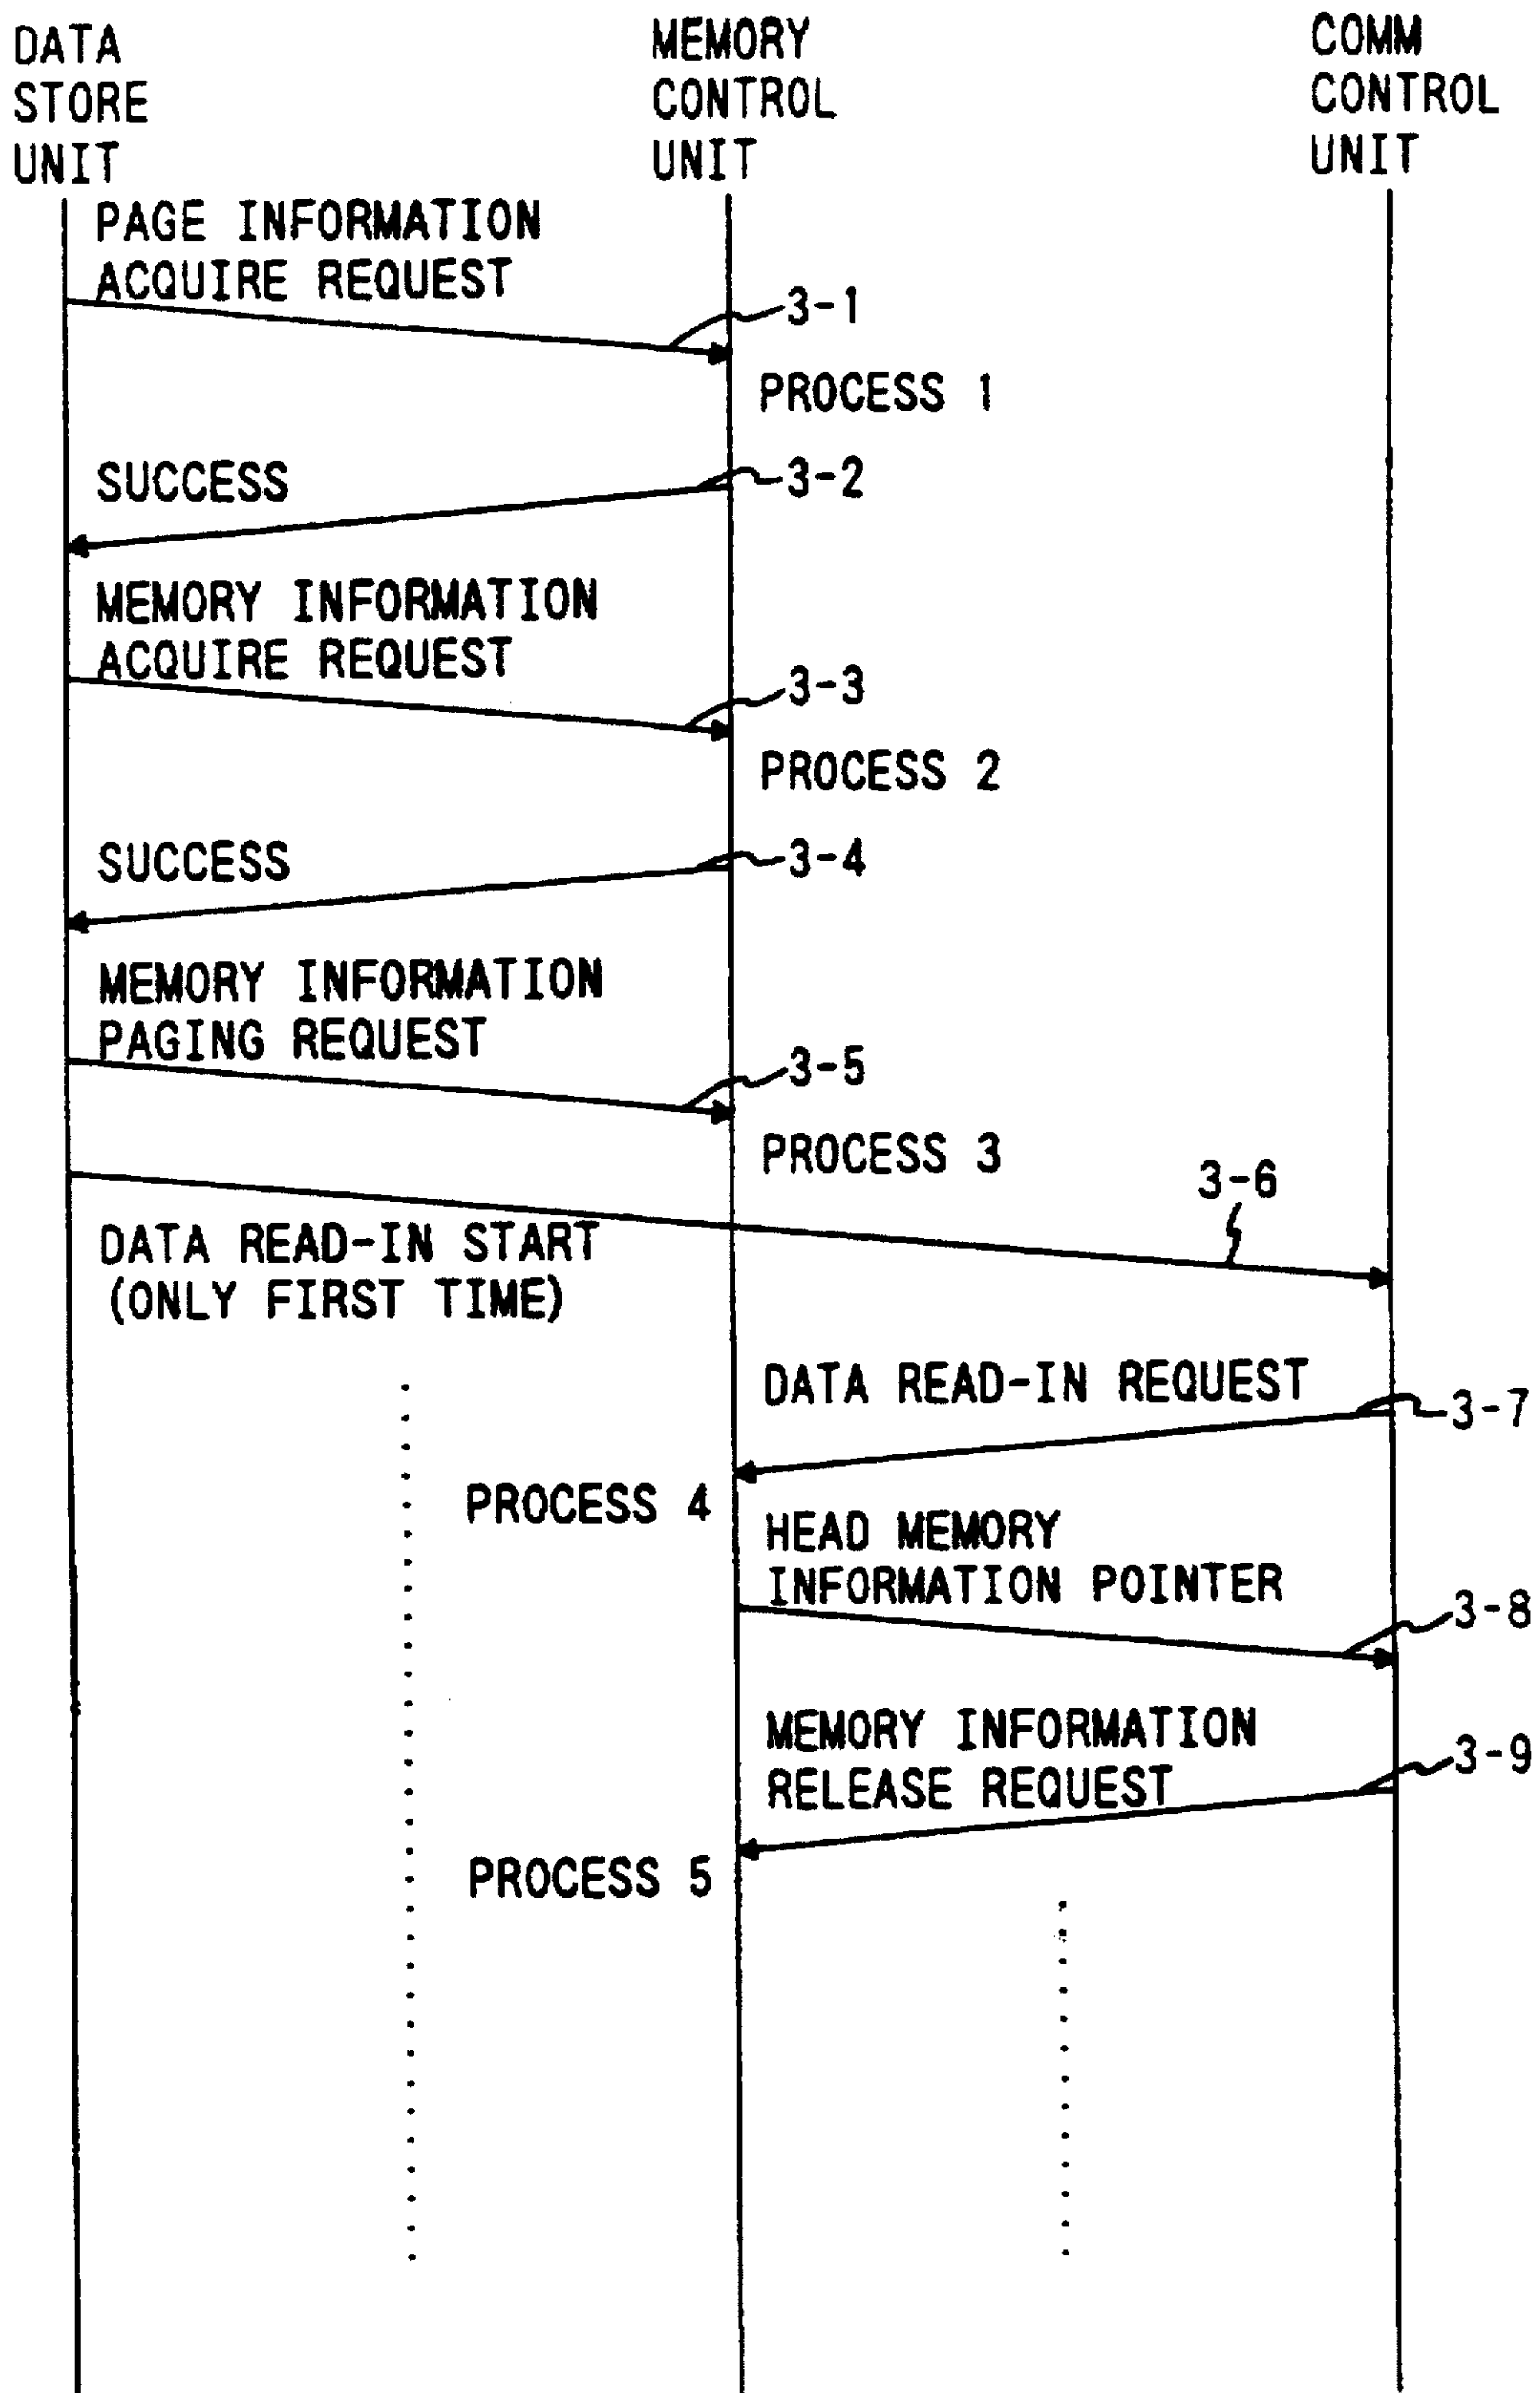 DATA
STORE
UNIT
MEMORY
CONTROL
UNIT
COMM
CONTROL
UNIT
PAGE INFORMATION
ACQUIRE REQUEST
3-1
PROCESS 1
SUCCESS
3-2
MEMORY INFORMATION
ACQUIRE REQUEST
3-3
PROCESS 2
SUCCESS
3-4
MEMORY INFORMATION
PAGING REQUEST
3-5
PROCESS 3
3-6
DATA READ-IN START
(ONLY FIRST TIME)
DATA READ-IN REQUEST
3-7
PROCESS 4
HEAD MEMORY
INFORMATION POINTER
3-8
MEMORY INFORMATION
RELEASE REQUEST
3-9
PROCESS 5